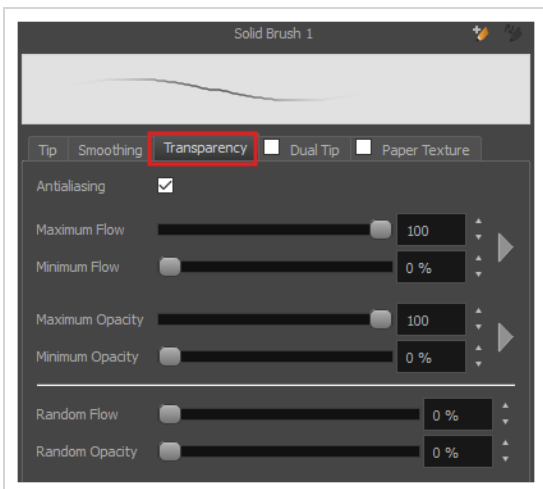 Solid Brush 1
Tip Smoothing Transparency Dual Tip Paper Texture
Antialiasing
Maximum Flow 100
Minimum Flow 0 %
Maximum Opacity 100
Minimum Opacity 0 %
Random Flow 0 %
Random Opacity 0 %